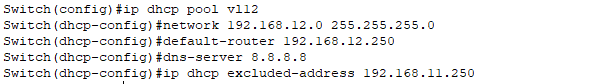 Switch(config)#ip dhcp pool vl12
Switch(dhcp-config)#network 192.168.12.0 255.255.255.0
Switch(dhcp-config)#default-router 192.168.12.250
Switch(dhcp-config)#dns-server 8.8.8.8
Switch(dhcp-config)#ip dhcp excluded-address 192.168.11.250